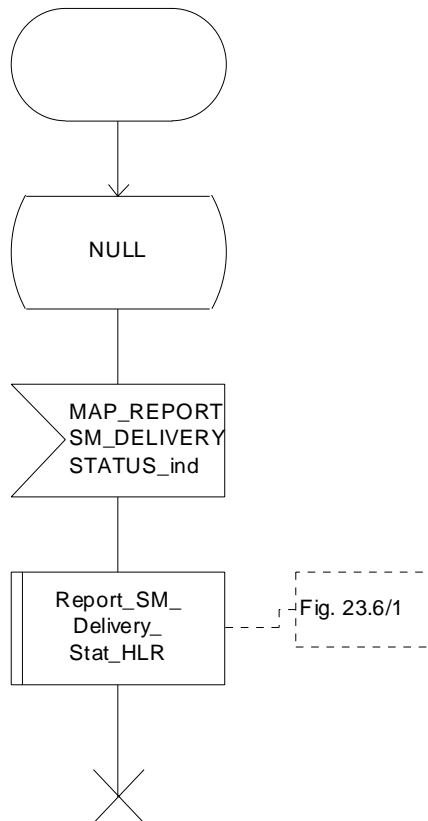 NULL
MAP_REPORT
SM_DELIVERY
STATUS_ind
Report_SM_
Delivery_
Stat_HLR
Fig. 23.6/1